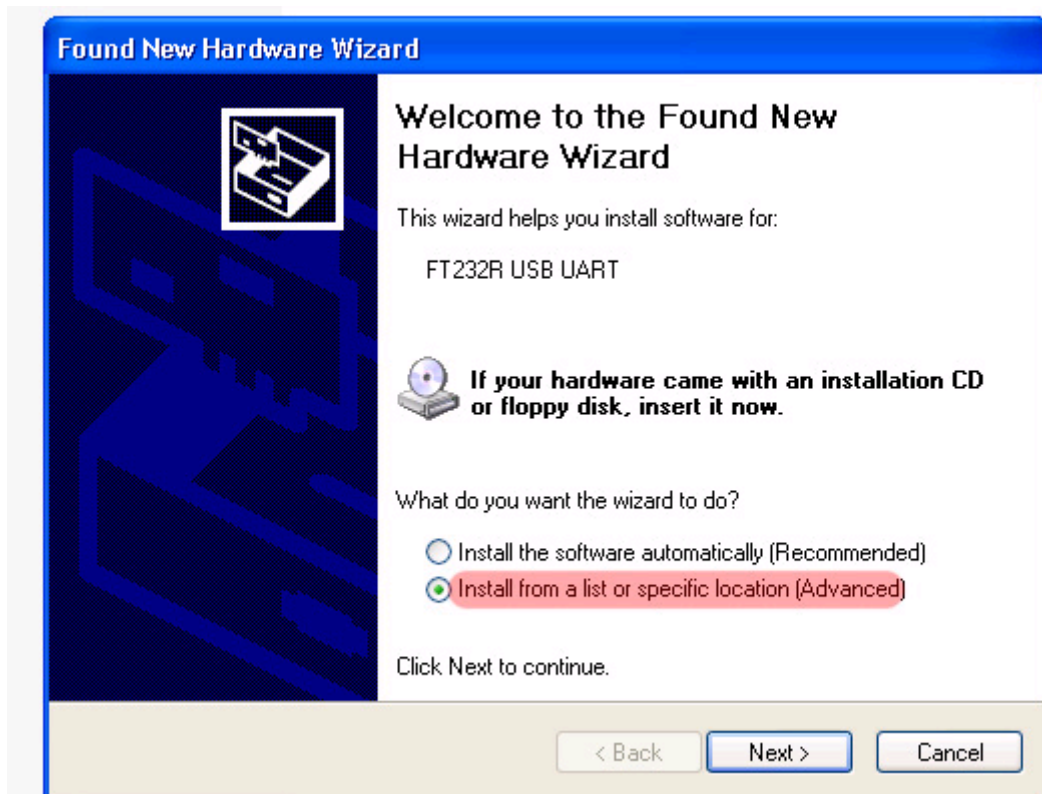 Found New Hardware Wizard
Welcome to the Found New
Hardware Wizard
This wizard helps you install software for:
FT232R USB UART
If your hardware came with an installation CD
or floppy disk, insert it now.
What do you want the wizard to do?
Install the software automatically (Recommended)
Install from a list or specific location (Advanced)
Click Next to continue.
< Back
Next >
Cancel